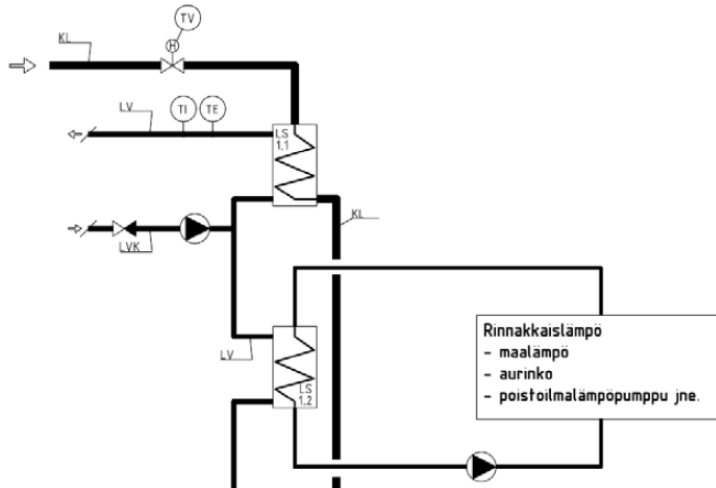 TV
H
KL
LV
TI
TE
LS
1.1
KL
LVK
LV
LS
1.2
Rinnakkaislämpö
- maalämpö
- aurinko
- poistoilmalämpöpumppu jne.